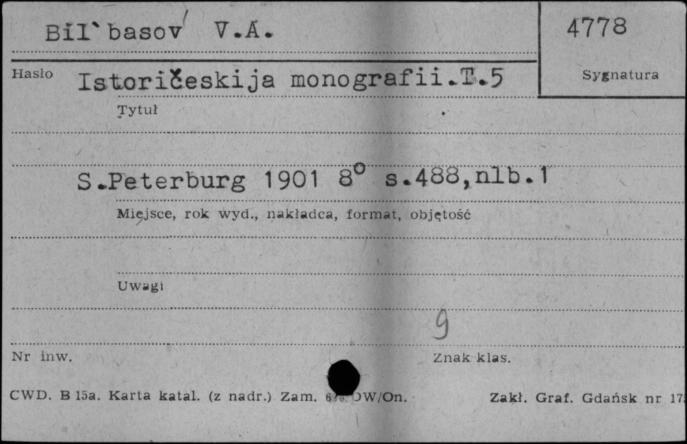 Bil`basov V.A.
4778
Hasło
Istoričeskija monografii.T.5
Sygnatura
Tytuł
S.Peterburg 1901 8° s.488,nlb.1
Miejsce, rok wyd., nakładca, format, objętość
Uwagi
9
Nr inw.
Znak klas.
CWD. B 15a. Karta katal. (z nadr.) Zam. OW/On.
Zakł. Graf. Gdańsk nr